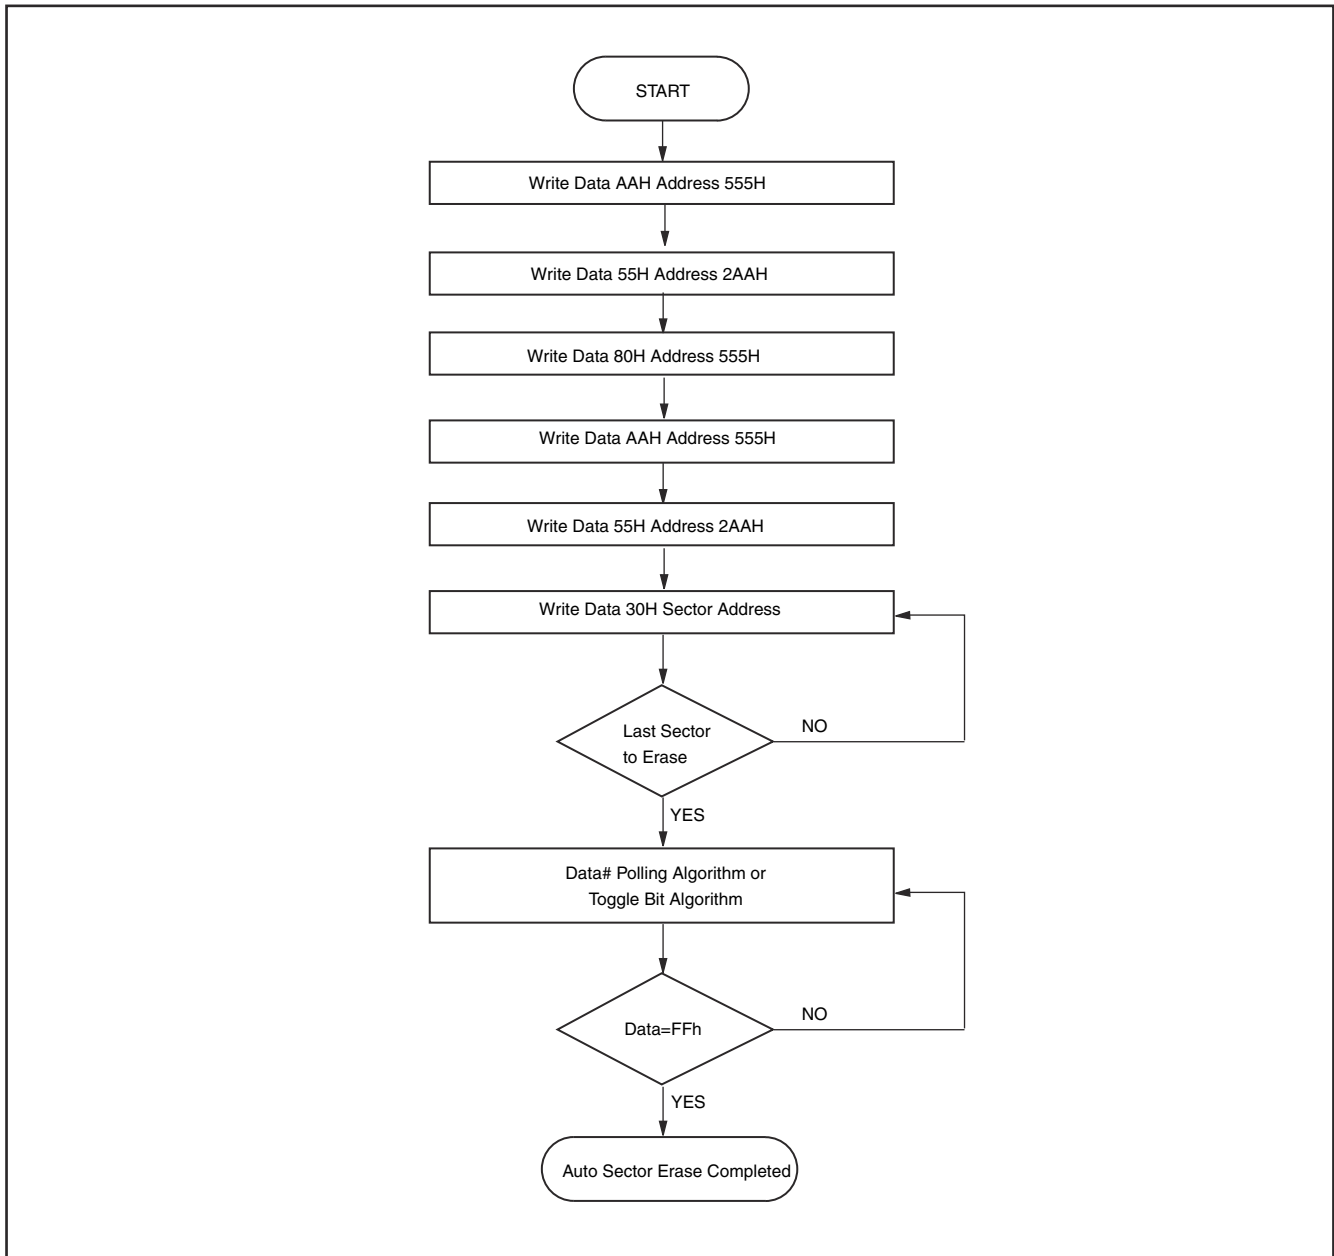 START
Write Data AAH Address 555H
Write Data 55H Address 2AAH
Write Data 80H Address 555H
Write Data AAH Address 555H
Write Data 55H Address 2AAH
Write Data 30H Sector Address
Last Sector
to Erase
NO
YES
Data# Polling Algorithm or
Toggle Bit Algorithm
Data=FFh
NO
YES
Auto Sector Erase Completed